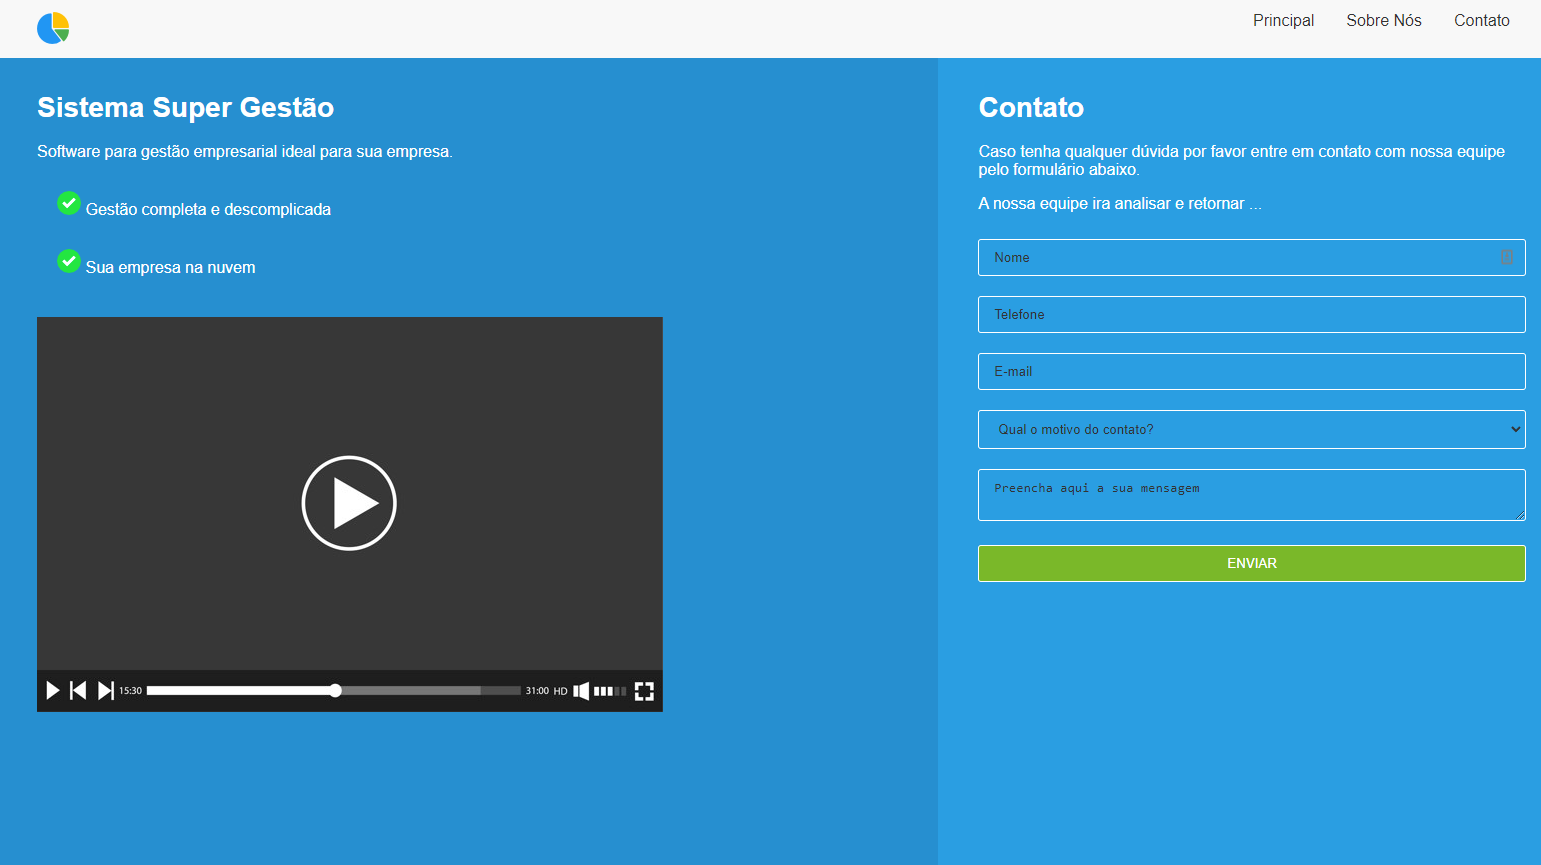 Principal Sobre Nós Contato
Sistema Super Gestão
Software para gestão empresarial ideal para sua empresa.
Gestão completa e descomplicada
Sua empresa na nuvem
15:30 31:00 HD
Contato
Caso tenha qualquer dúvida por favor entre em contato com nossa equipe
pelo formulário abaixo.
A nossa equipe ira analisar e retornar ...
Nome
Telefone
E-mail
Qual o motivo do contato?
Preencha aqui a sua mensagem
ENVIAR